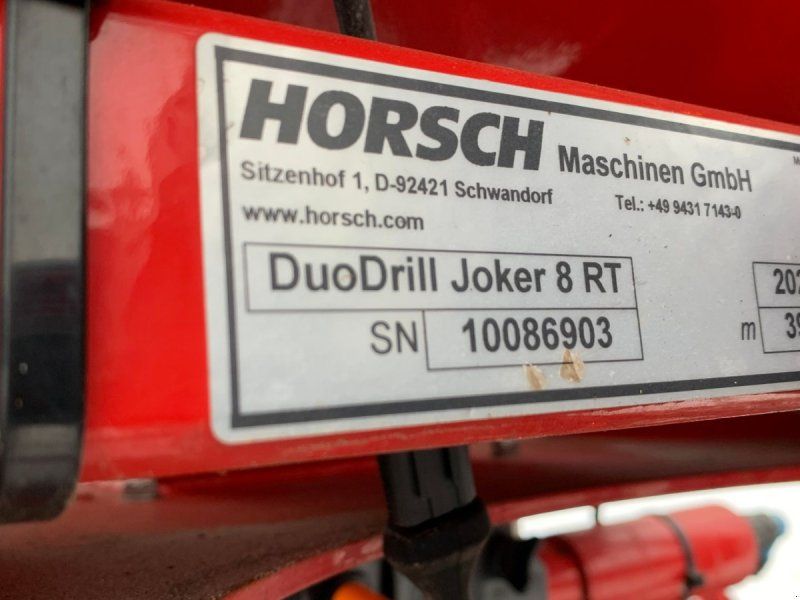 HORSCH Maschinen GmbH
Sitzenhof 1, D-92421 Schwandorf Tel.: +49 9431 7143-0
www.horsch.com
DuoDrill Joker 8 RT
SN 10086903 m